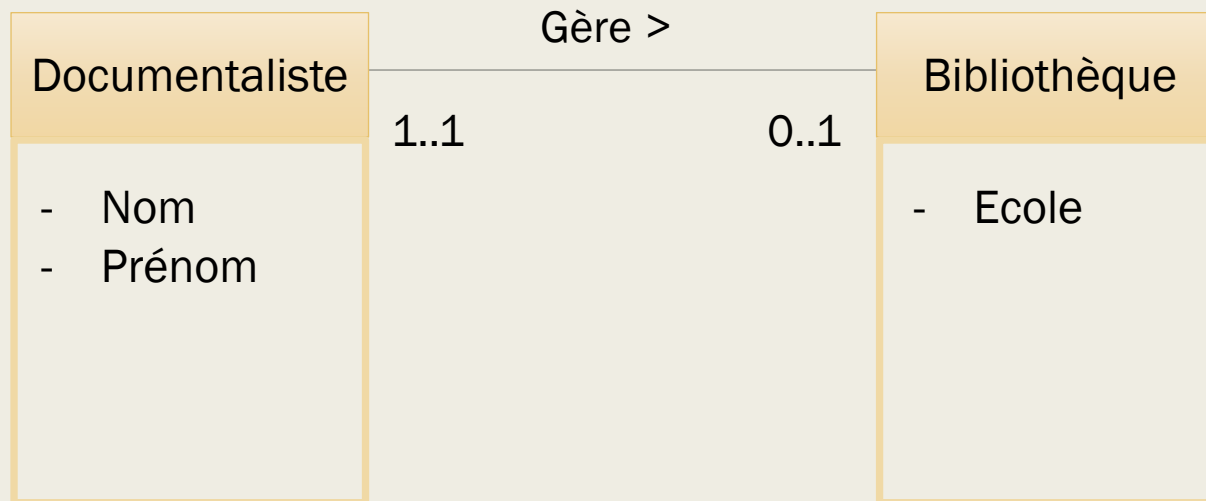 Gère >
Documentaliste
Bibliothèque
1..1
0..1
- Nom
- Prénom
- Ecole